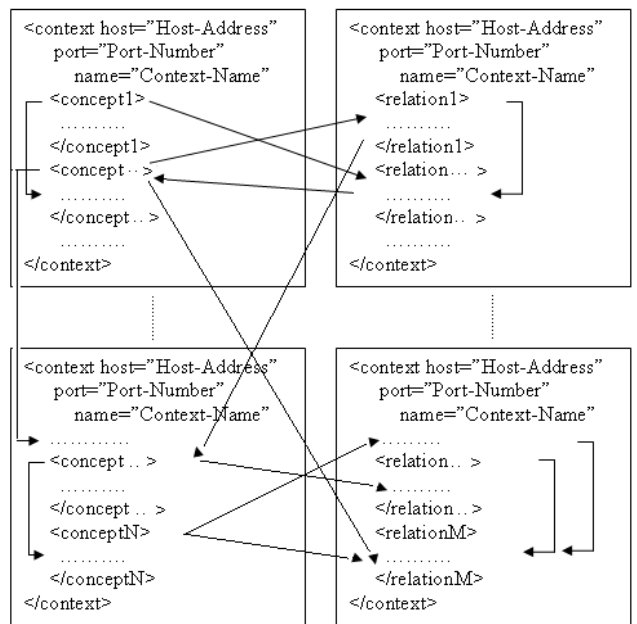 <context host="Host-Address"
port="Port-Number"
name="Context-Name"
<concept1>
..........
</concept1>
<concept.. >
..........
</concept.. >
..........
</context>
<context host="Host-Address"
port="Port-Number"
name="Context-Name"
<relation1>
..........
</relation1>
<relation... >
..........
</relation.. >
..........
</context>
<context host="Host-Address"
port="Port-Number"
name="Context-Name"
............
<concept .. >
..........
</concept .. >
<conceptN>
..........
</conceptN>
</context>
<context host="Host-Address"
port="Port-Number"
name="Context-Name"
.........
<relation.. >
..........
</relation.. >
<relationM>
..........
</relationM>
</context>